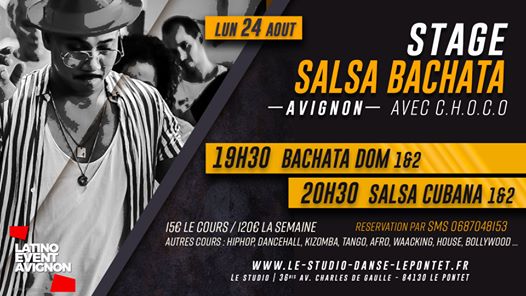 LUN 24 AOUT
STAGE
SALSA BACHATA
—AVIGNON— AVEC C.H.O.C.O
19H30 BACHATA DOM 1&2
20H30 SALSA CUBANA 1&2
15€ LE COURS / 120€ LA SEMAINE
RESERVATION PAR SMS 0687048153
AUTRES COURS : HIPHOP, DANCEHALL, KIZOMBA, TANGO, AFRO, WAACKING, HOUSE, BOLLYWOOD ...
WWW.LE-STUDIO-DANSE-LEPONTET.FR
LE STUDIO | 36BIS AV. CHARLES DE GAULLE - 84130 LE PONTET
LATINO
EVENT
AVIGNON